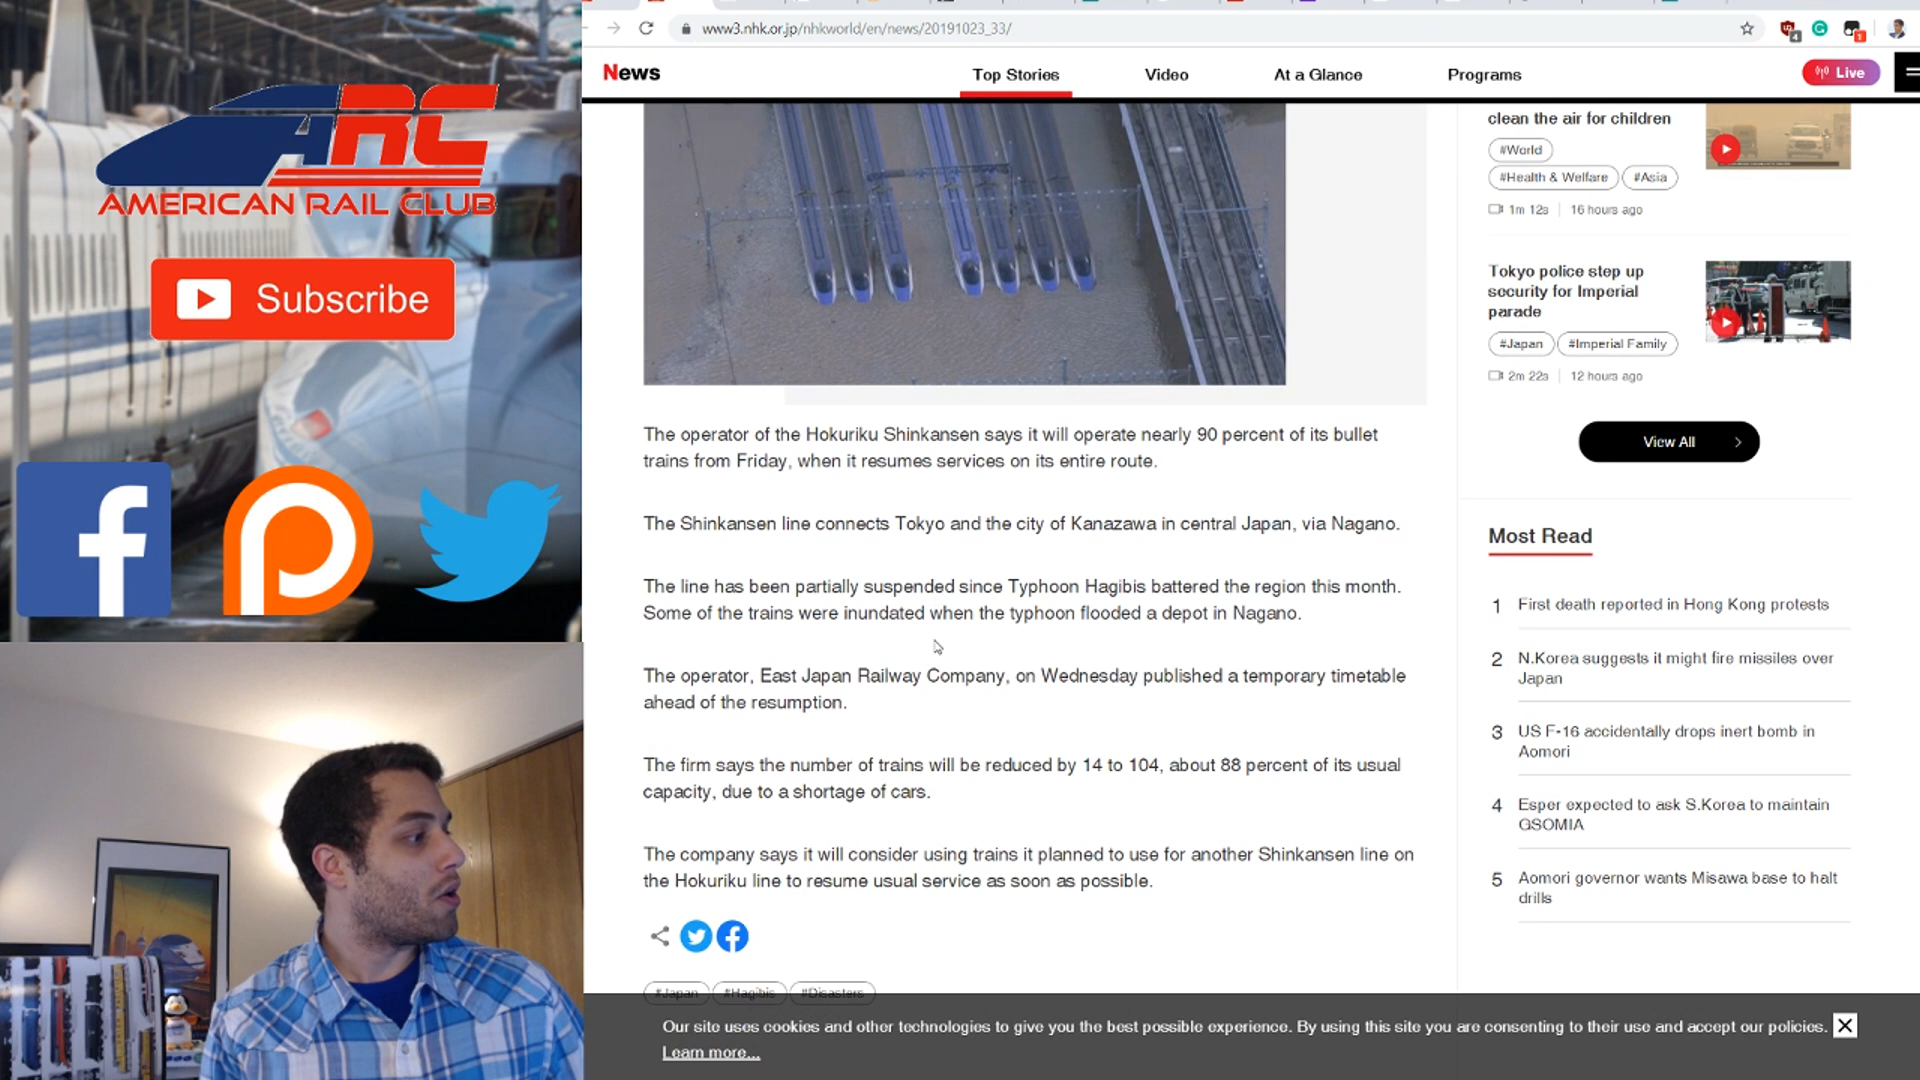 ARC
AMERICAN RAIL CLUB
Subscribe
www3.nhk.or.jp/nhkworld/en/news/20191023_33/
4
1
News
Top Stories
Video
At a Glance
Programs
Live
The operator of the Hokuriku Shinkansen says it will operate nearly 90 percent of its bullet
trains from Friday, when it resumes services on its entire route.
The Shinkansen line connects Tokyo and the city of Kanazawa in central Japan, via Nagano.
The line has been partially suspended since Typhoon Hagibis battered the region this month.
Some of the trains were inundated when the typhoon flooded a depot in Nagano.
The operator, East Japan Railway Company, on Wednesday published a temporary timetable
ahead of the resumption.
The firm says the number of trains will be reduced by 14 to 104, about 88 percent of its usual
capacity, due to a shortage of cars.
The company says it will consider using trains it planned to use for another Shinkansen line on
the Hokuriku line to resume usual service as soon as possible.
#Japan #Hagibis #Disasters
clean the air for children
#World
#Health & Welfare #Asia
1m 12s 16 hours ago
Tokyo police step up
security for Imperial
parade
#Japan #Imperial Family
2m 22s 12 hours ago
View All
Most Read
1 First death reported in Hong Kong protests
2 N.Korea suggests it might fire missiles over
Japan
3 US F-16 accidentally drops inert bomb in
Aomori
4 Esper expected to ask S.Korea to maintain
GSOMIA
5 Aomori governor wants Misawa base to halt
drills
Our site uses cookies and other technologies to give you the best possible experience. By using this site you are consenting to their use and accept our policies.
Learn more...